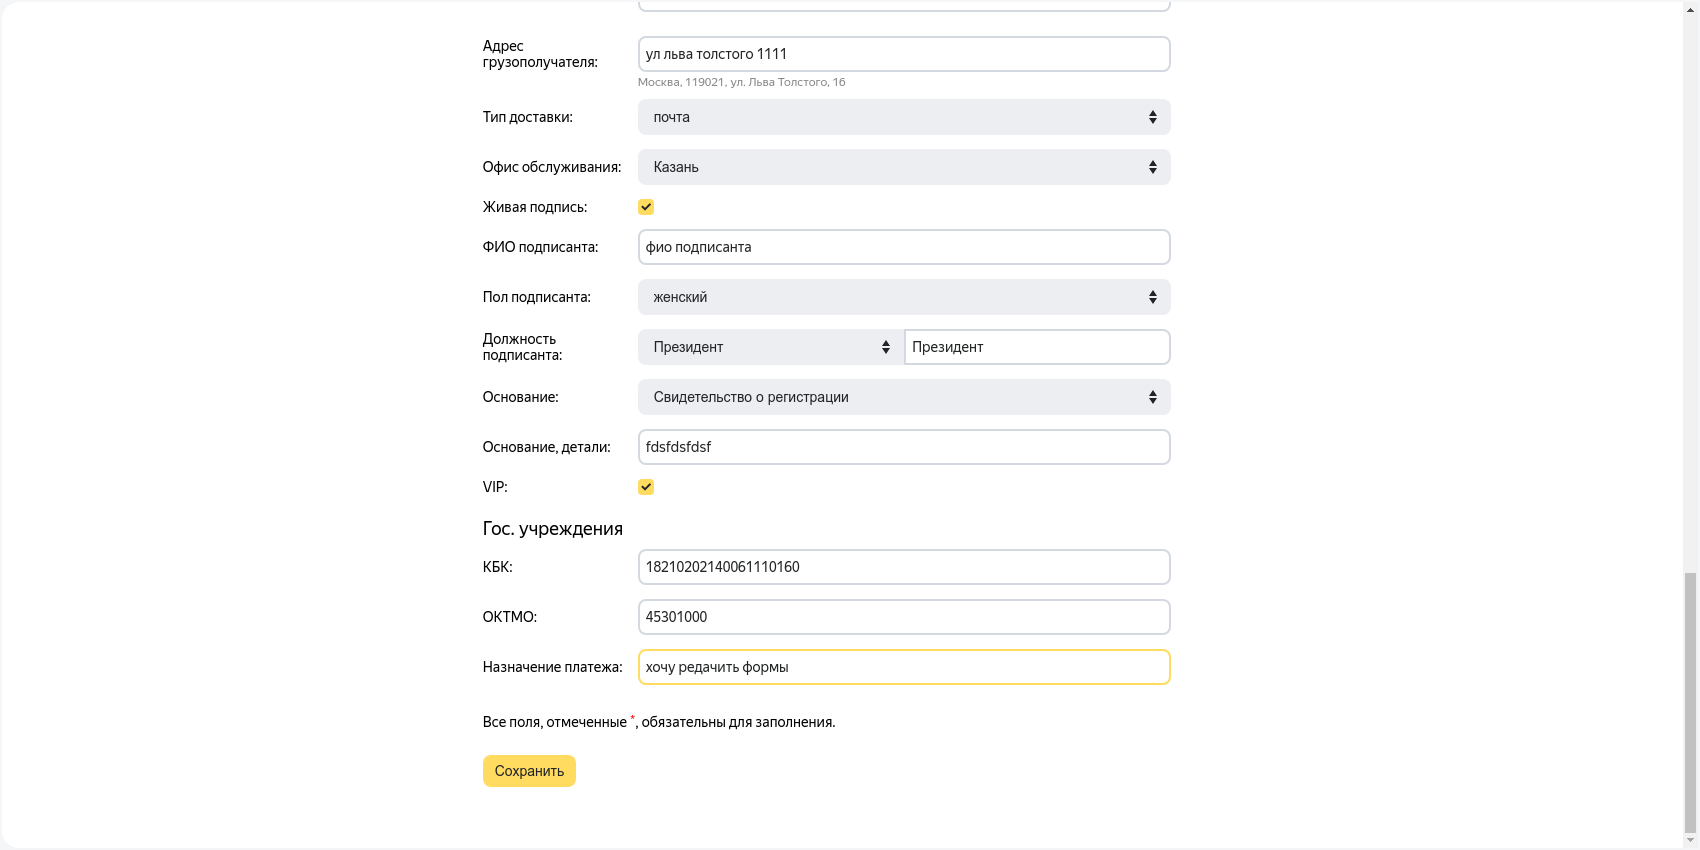 Адрес
грузополучателя:
ул льва толстого 1111
Москва, 119021, ул. Льва Толстого, 16
Тип доставки:
почта
Офис обслуживания:
Казань
Живая подпись:
ФИО подписанта:
фио подписанта
Пол подписанта:
женский
Должность
подписанта:
Президент
Президент
Основание:
Свидетельство о регистрации
Основание, детали:
fdsfdsfdsf
VIP:
Гос. учреждения
КБК:
18210202140061110160
ОКТМО:
45301000
Назначение платежа:
хочу редачить формы
Все поля, отмеченные *, обязательны для заполнения.
Сохранить